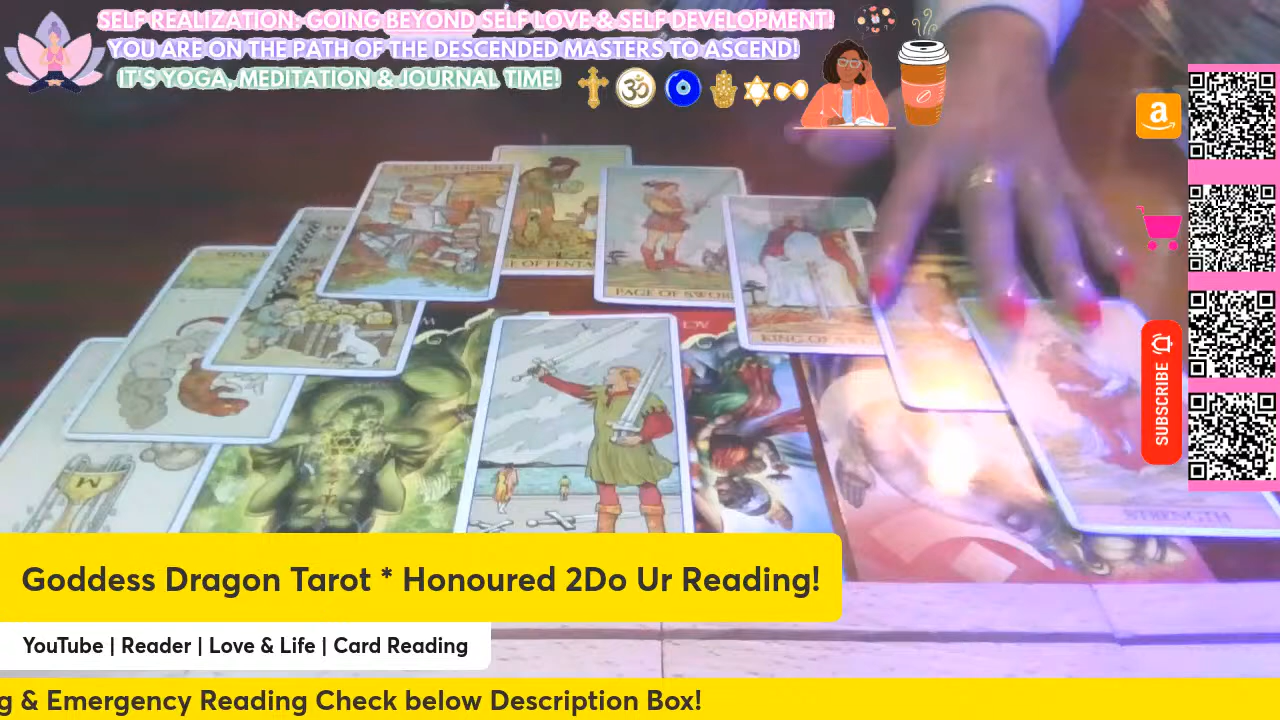 SELF REALIZATION: GOING BEYOND SELF LOVE & SELF DEVELOPMENT!
YOU ARE ON THE PATH OF THE DESCENDED MASTERS TO ASCEND!
IT'S YOGA, MEDITATION & JOURNAL TIME!
a
SUBSCRIBE
PAGE OF SWOR
KING OF
V
M
STRENGTH
Goddess Dragon Tarot * Honoured 2Do Ur Reading!
YouTube | Reader | Love & Life | Card Reading
g & Emergency Reading Check below Description Box!